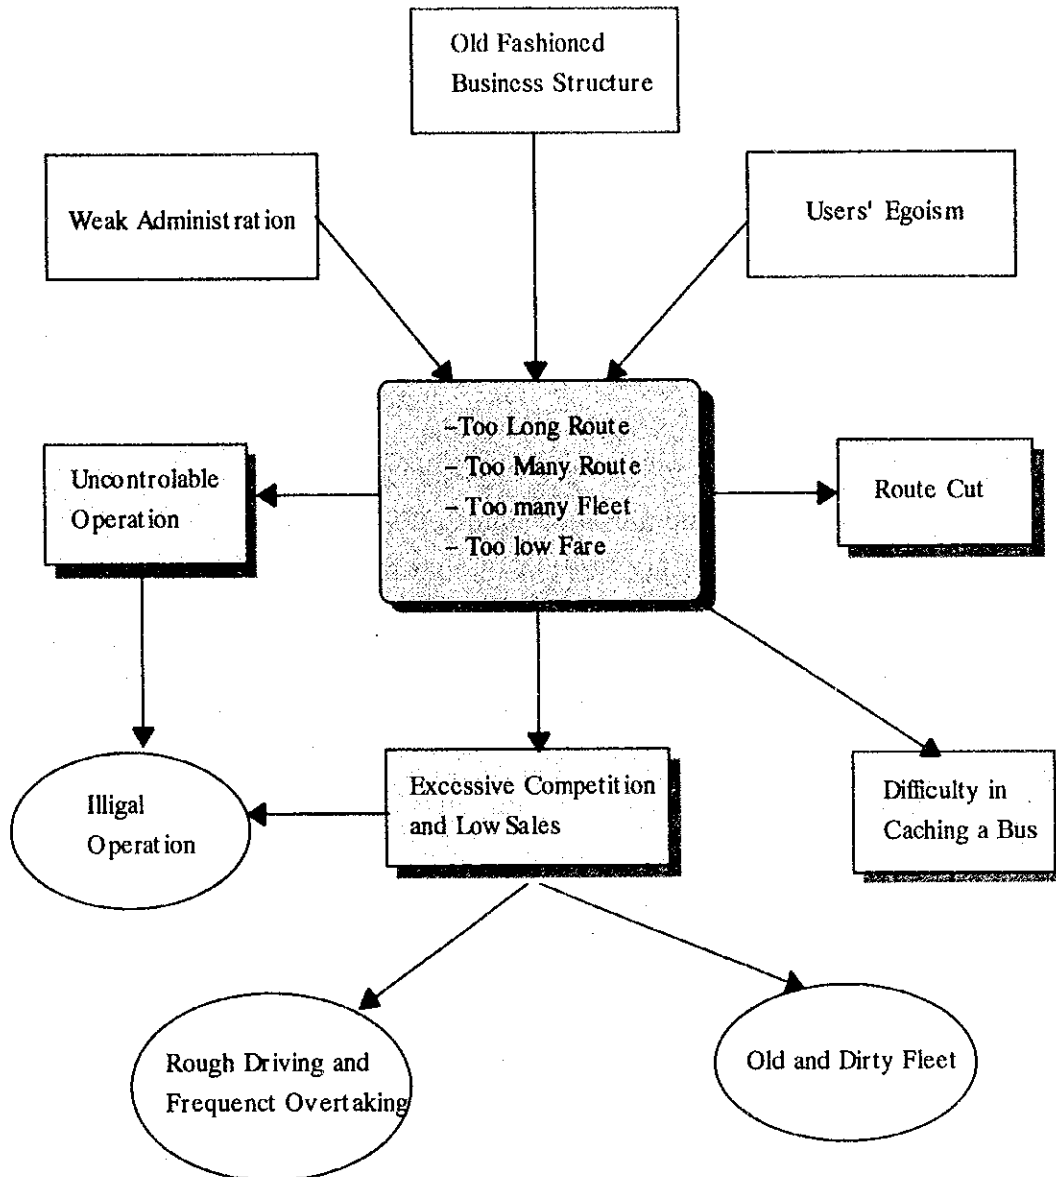 Old Fashioned
Business Structure
Weak Administration
Users' Egoism
-Too Long Route
- Too Many Route
- Too many Fleet
- Too low Fare
Uncontrolable
Operation
Route Cut
Illigal
Operation
Excessive Competition
and Low Sales
Difficulty in
Caching a Bus
Rough Driving and
Frequenct Overtaking
Old and Dirty Fleet